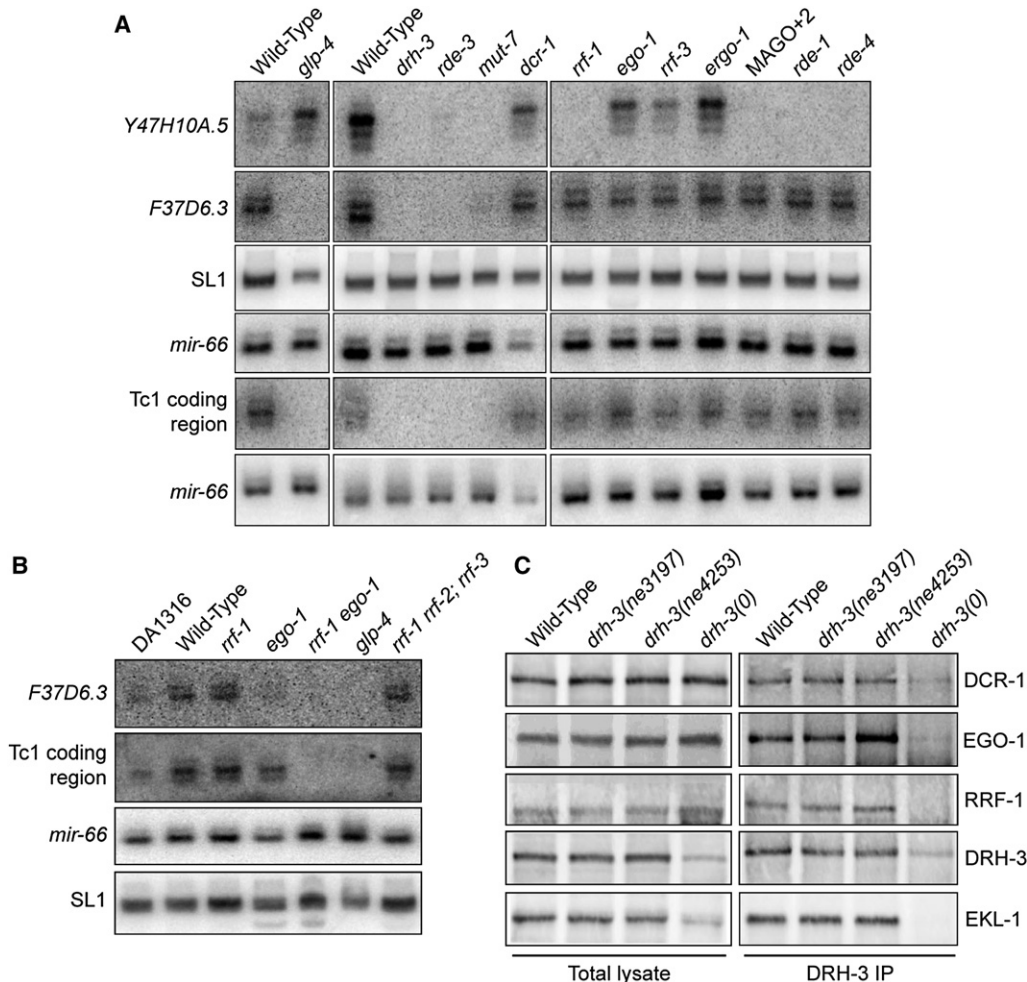 A
Wild-Type glp-4 Wild-Type drh-3 rde-3 mut-7 dcr-1 rrf-1 ego-1 rrf-3 ergo-1 MAGO+2 rde-1 rde-4
Y47H10A.5
F37D6.3
SL1
mir-66
Tc1 coding
region
mir-66
B
DA1316 Wild-Type rrf-1 ego-1 rrf-1 ego-1 glp-4 rrf-1 rrf-2; rrf-3
F37D6.3
Tc1 coding
region
mir-66
SL1
C
Wild-Type drh-3(ne3197) drh-3(ne4253) drh-3(0) Wild-Type drh-3(ne3197) drh-3(ne4253) drh-3(0)
DCR-1
EGO-1
RRF-1
DRH-3
EKL-1
Total lysate DRH-3 IP